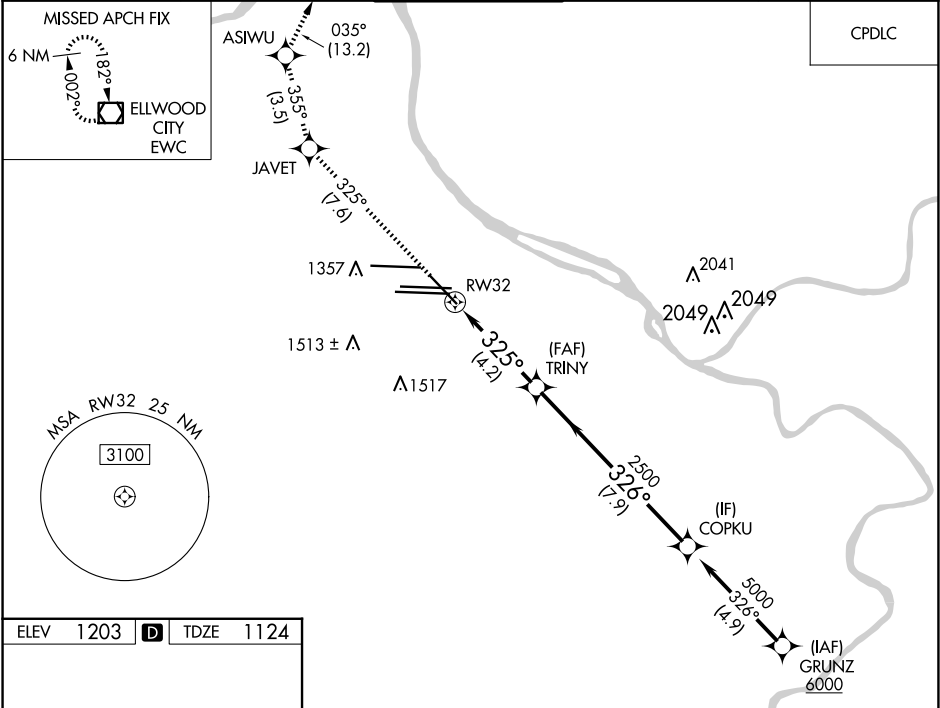 MISSED APCH FIX
6 NM
182°
002°
ELLWOOD
CITY
EWC
ASIWU
035°
(13.2)
CPDLC
355°
(3.5)
JAVET
325°
(7.6)
1357
RW32
2041
2049
2049
1513 ±
325°
(4.2)
(FAF)
TRINY
1517
MSA RW32 25 NM
3100
2500
326°
(7.9)
(IF)
COPKU
5000
326°
(4.9)
(IAF)
GRUNZ
6000
ELEV 1203 D TDZE 1124